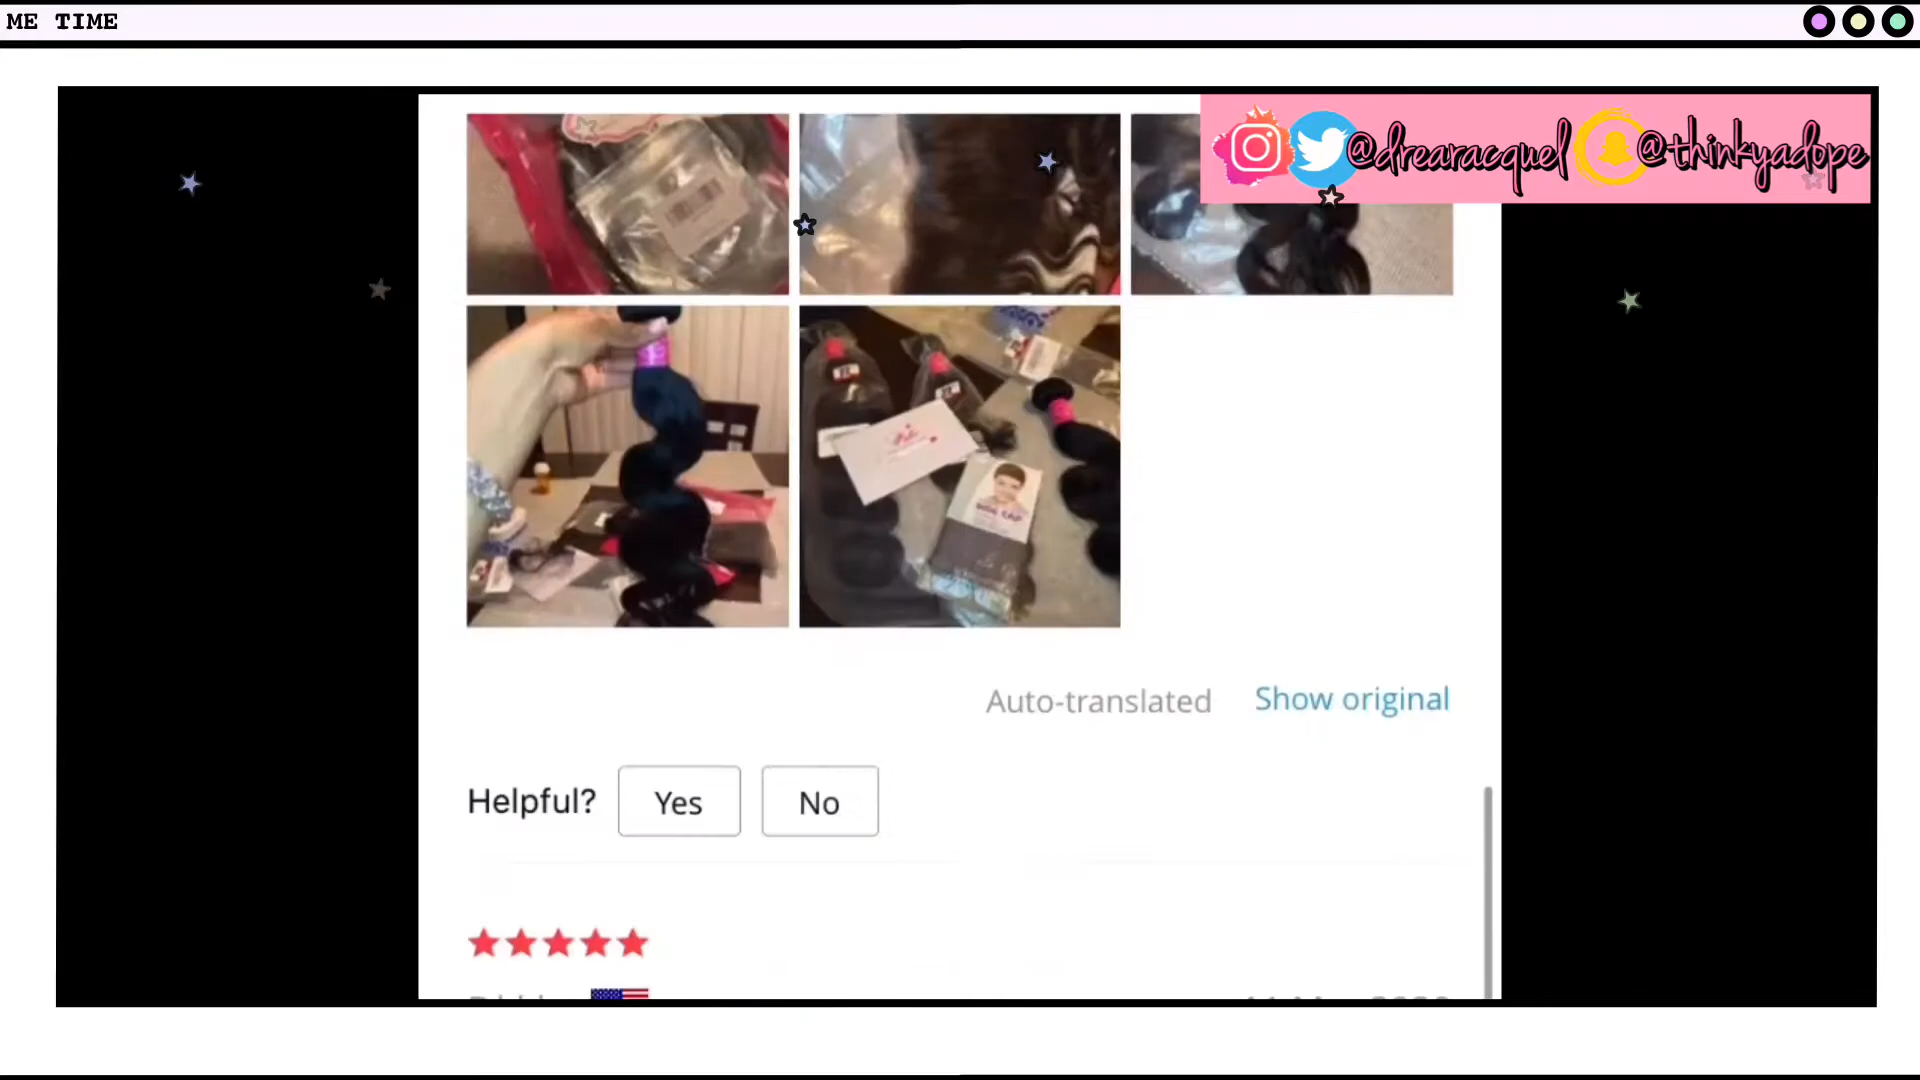 ME TIME
@drearacquel @thinkyadope
Auto-translated Show original
Helpful? Yes No